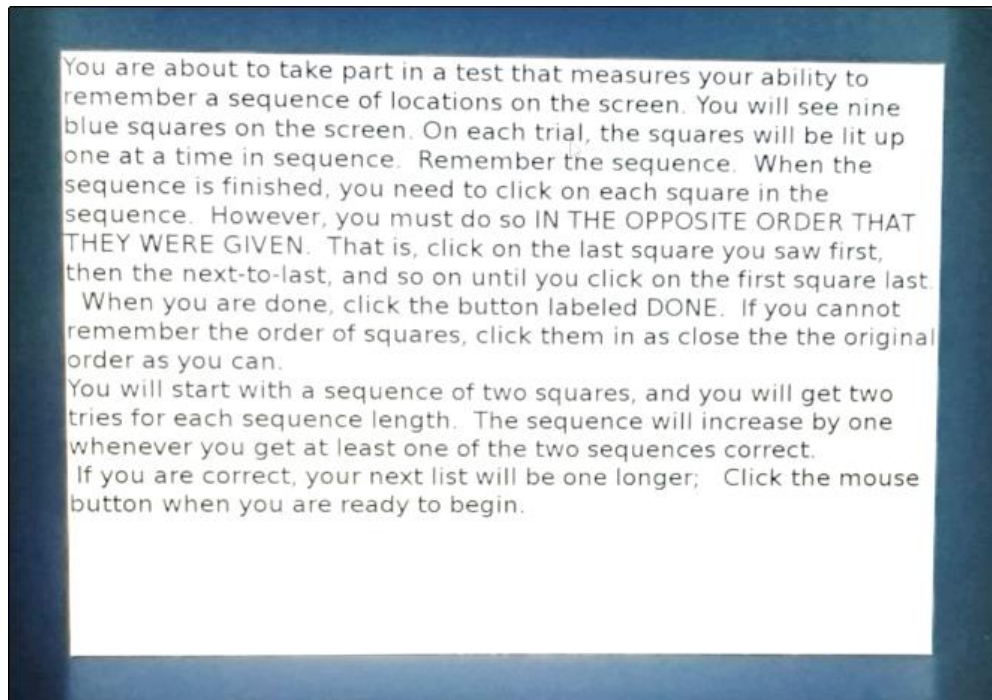 You are about to take part in a test that measures your ability to
remember a sequence of locations on the screen. You will see nine
blue squares on the screen. On each trial, the squares will be lit up
one at a time in sequence.  Remember the sequence.  When the
sequence is finished, you need to click on each square in the
sequence.  However, you must do so IN THE OPPOSITE ORDER THAT
THEY WERE GIVEN.  That is, click on the last square you saw first,
then the next-to-last, and so on until you click on the first square last.
  When you are done, click the button labeled DONE.  If you cannot
remember the order of squares, click them in as close the the original
order as you can.
You will start with a sequence of two squares, and you will get two
tries for each sequence length.  The sequence will increase by one
whenever you get at least one of the two sequences correct.
 If you are correct, your next list will be one longer;   Click the mouse
button when you are ready to begin.